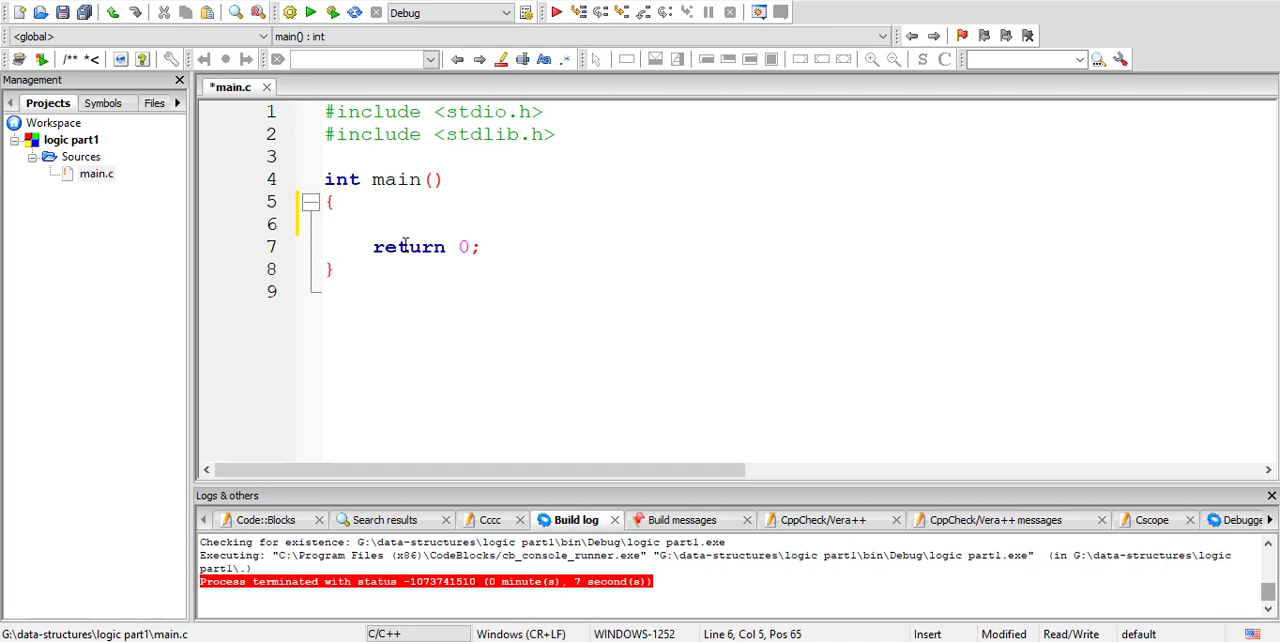 Debug
<global>
main() : int
/** *<
Aa
.*
S C
Management
Projects Symbols Files
*main.c
Workspace
logic part1
Sources
main.c
1 #include <stdio.h>
2 #include <stdlib.h>
3
4 int main()
5 {
6
7 return 0;
8 }
9
Logs & others
Code::Blocks Search results Cccc Build log Build messages CppCheck/Vera++ CppCheck/Vera++ messages Cscope Debugge
Checking for existence: G:\data-structures\logic part1\bin\Debug\logic part1.exe
Executing: "C:\Program Files (x86)\CodeBlocks/cb_console_runner.exe" "G:\data-structures\logic part1\bin\Debug\logic part1.exe" (in G:\data-structures\logic
part1\.)
Process terminated with status -1073741510 (0 minute(s), 7 second(s))
G:\data-structures\logic part1\main.c C/C++ Windows (CR+LF) WINDOWS-1252 Line 6, Col 5, Pos 65 Insert Modified Read/Write default